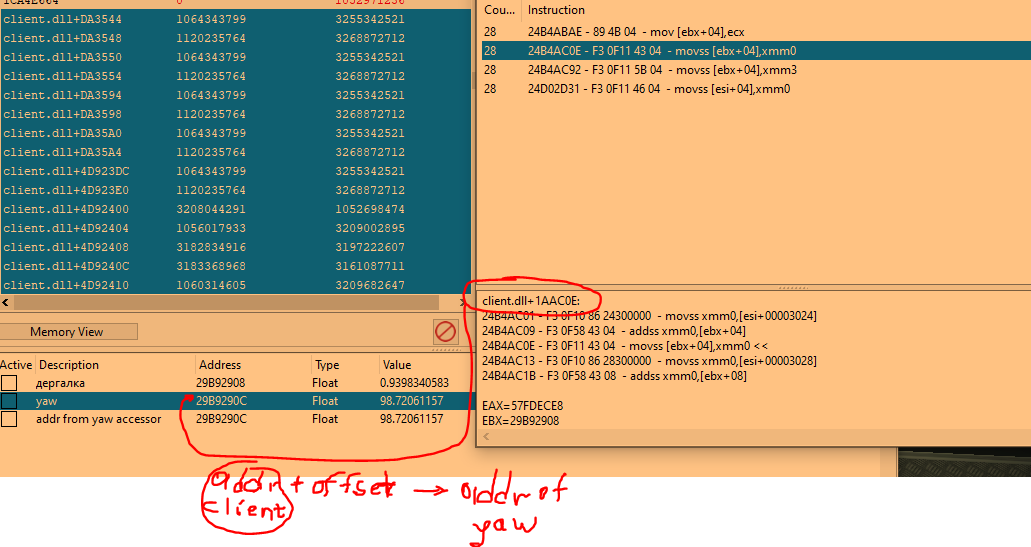 1CA4E664 0 1052971256
client.dll+DA3544 1064343799 3255342521
client.dll+DA3548 1120235764 3268872712
client.dll+DA3550 1064343799 3255342521
client.dll+DA3554 1120235764 3268872712
client.dll+DA3594 1064343799 3255342521
client.dll+DA3598 1120235764 3268872712
client.dll+DA35A0 1064343799 3255342521
client.dll+DA35A4 1120235764 3268872712
client.dll+4D923DC 1064343799 3255342521
client.dll+4D923E0 1120235764 3268872712
client.dll+4D92400 3208044291 1052698474
client.dll+4D92404 1056017933 3209002895
client.dll+4D92408 3182834916 3197222607
client.dll+4D9240C 3183368968 3161087711
client.dll+4D92410 1060314605 3209682647
Memory View
Active Description Address Type Value
дергалка 29B92908 Float 0.9398340583
yaw 29B9290C Float 98.72061157
addr from yaw accessor 29B9290C Float 98.72061157
Cou... Instruction
28 24B4ABAE - 89 4B 04 - mov [ebx+04],ecx
28 24B4AC0E - F3 0F11 43 04 - movss [ebx+04],xmm0
28 24B4AC92 - F3 0F11 5B 04 - movss [ebx+04],xmm3
28 24D02D31 - F3 0F11 46 04 - movss [esi+04],xmm0
client.dll+1AAC0E:
24B4AC01 - F3 0F10 86 24300000 - movss xmm0,[esi+00003024]
24B4AC09 - F3 0F58 43 04 - addss xmm0,[ebx+04]
24B4AC0E - F3 0F11 43 04 - movss [ebx+04],xmm0 <<
24B4AC13 - F3 0F10 86 28300000 - movss xmm0,[esi+00003028]
24B4AC1B - F3 0F58 43 08 - addss xmm0,[ebx+08]
EAX=57FDECE8
EBX=29B92908
addr + offset → addr of
client yaw